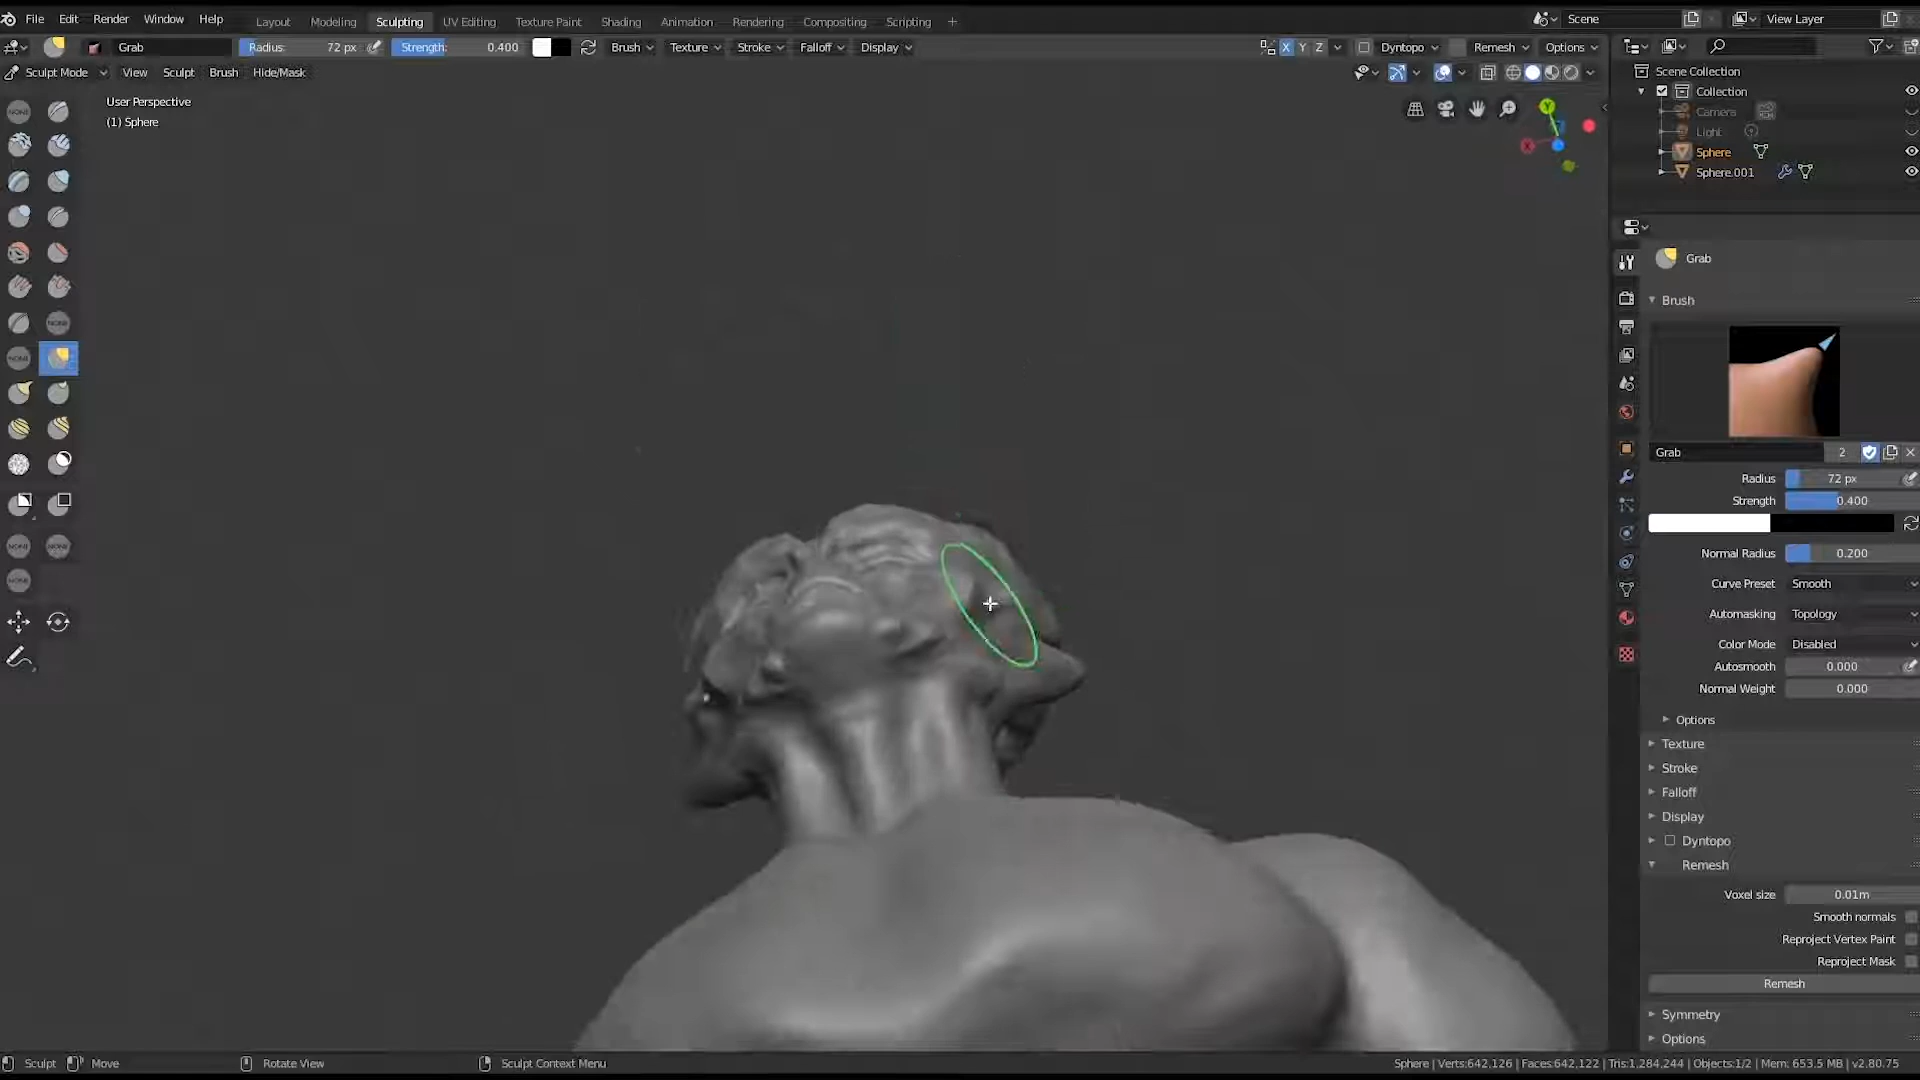 File Edit Render Window Help
Layout Modeling Sculpting UV Editing Texture Paint Shading Animation Rendering Compositing Scripting +
Scene
View Layer
Grab Radius: 72 px Strength: 0.400 Brush Texture Stroke Falloff Display
X Y Z Dyntopo Remesh Options
Sculpt Mode View Sculpt Brush Hide/Mask
User Perspective
(1) Sphere
NONE
NONE
NONE
NONE
NONE
NONE
Y
X
Scene Collection
Collection
Camera
Light
Sphere
Sphere.001
Grab
Brush
Grab 2
Radius 72 px
Strength 0.400
Normal Radius 0.200
Curve Preset Smooth
Automasking Topology
Color Mode Disabled
Autosmooth 0.000
Normal Weight 0.000
Options
Texture
Stroke
Falloff
Display
Dyntopo
Remesh
Voxel size 0.01m
Smooth normals
Reproject Vertex Paint
Reproject Mask
Remesh
Symmetry
Options
Sculpt Move Rotate View Sculpt Context Menu
Sphere | Verts:642,126 | Faces:642,122 | Tris:1,284,244 | Objects:1/2 | Mem: 653.5 MB | v2.80.75